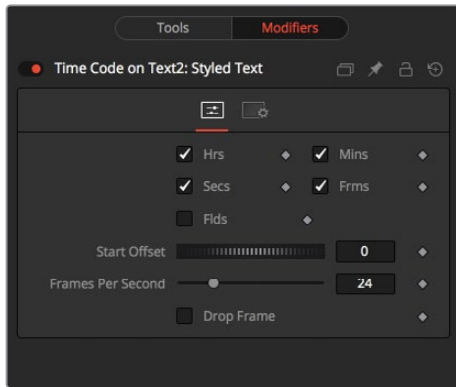 Tools Modifiers
Time Code on Text2: Styled Text
Hrs Mins
Secs Frms
Flds
Start Offset 0
Frames Per Second 24
Drop Frame